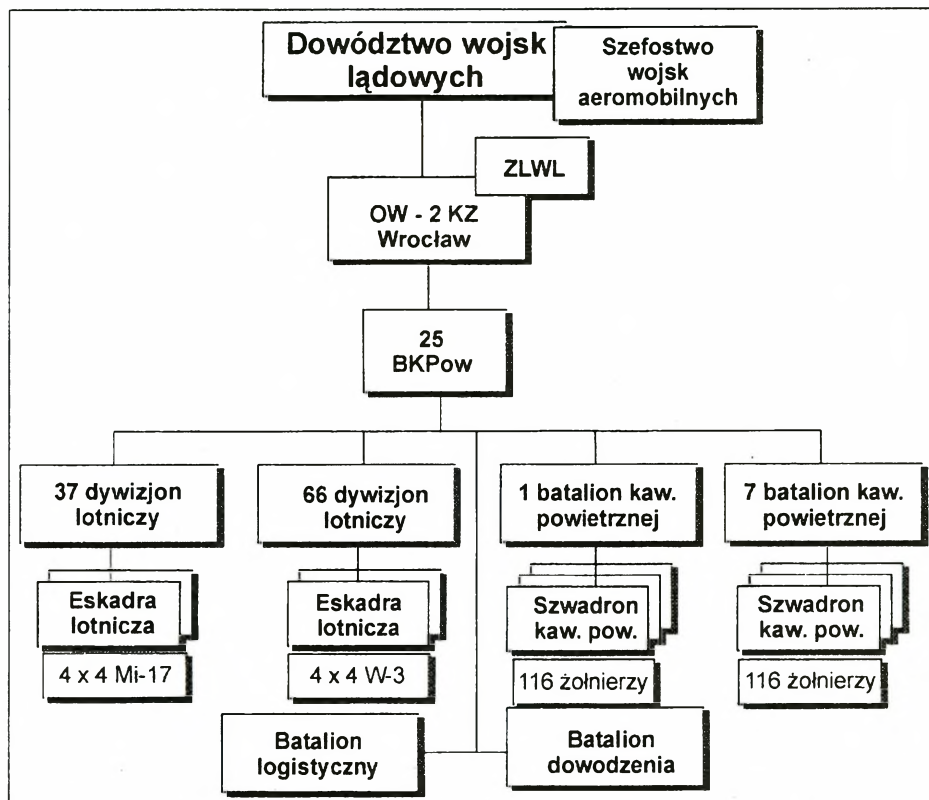 Dowództwo wojsk
lądowych
Szefostwo
wojsk
aeromobilnych
ZLWL
OW - 2 KZ
Wrocław
25
BKPow
37 dywizjon
lotniczy
66 dywizjon
lotniczy
1 batalion kaw.
powietrznej
7 batalion kaw.
powietrznej
Eskadra
lotnicza
Eskadra
lotnicza
Szwadron
kaw. pow.
Szwadron
kaw. pow.
4 x 4 Mi-17
4 x 4 W-3
116 żołnierzy
116 żołnierzy
Batalion
logistyczny
Batalion
dowodzenia